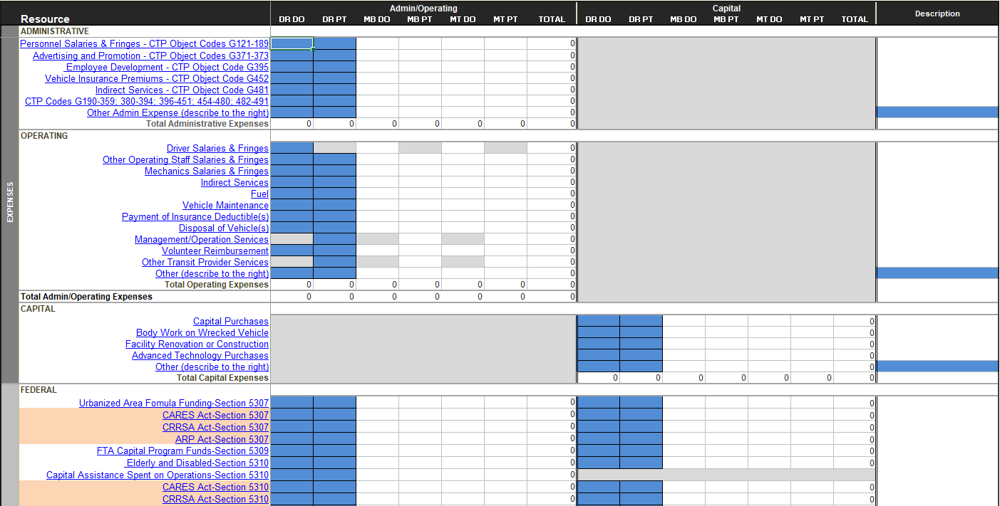 Admin/Operating Capital
Resource DR DO DR PT MB DO MB PT MT DO MT PT TOTAL DR DO DR PT MB DO MB PT MT DO MT PT TOTAL Description
ADMINISTRATIVE
Personnel Salaries & Fringes - CTP Object Codes G121-189 0
Advertising and Promotion - CTP Object Codes G371-373 0
Employee Development - CTP Object Code G395 0
Vehicle Insurance Premiums - CTP Object Code G452 0
Indirect Services - CTP Object Code G481 0
CTP Codes G190-359; 380-394; 396-451; 454-480; 482-491 0
Other Admin Expense (describe to the right) 0
Total Administrative Expenses 0 0 0 0 0 0 0
OPERATING
Driver Salaries & Fringes 0
Other Operating Staff Salaries & Fringes 0
Mechanics Salaries & Fringes 0
Indirect Services 0
EXPENSES
Fuel 0
Vehicle Maintenance 0
Payment of Insurance Deductible(s) 0
Disposal of Vehicle(s) 0
Management/Operation Services 0
Volunteer Reimbursement 0
Other Transit Provider Services 0
Other (describe to the right) 0
Total Operating Expenses 0 0 0 0 0 0 0
Total Admin/Operating Expenses 0 0 0 0 0 0 0
CAPITAL
Capital Purchases 0
Body Work on Wrecked Vehicle 0
Facility Renovation or Construction 0
Advanced Technology Purchases 0
Other (describe to the right) 0
Total Capital Expenses 0 0 0 0 0 0 0
FEDERAL
Urbanized Area Fomula Funding-Section 5307 0 0
CARES Act-Section 5307 0 0
CRRSA Act-Section 5307 0 0
ARP Act-Section 5307 0 0
FTA Capital Program Funds-Section 5309 0 0
Elderly and Disabled-Section 5310 0 0
Capital Assistance Spent on Operations-Section 5310 0
CARES Act-Section 5310 0 0
CRRSA Act-Section 5310 0 0